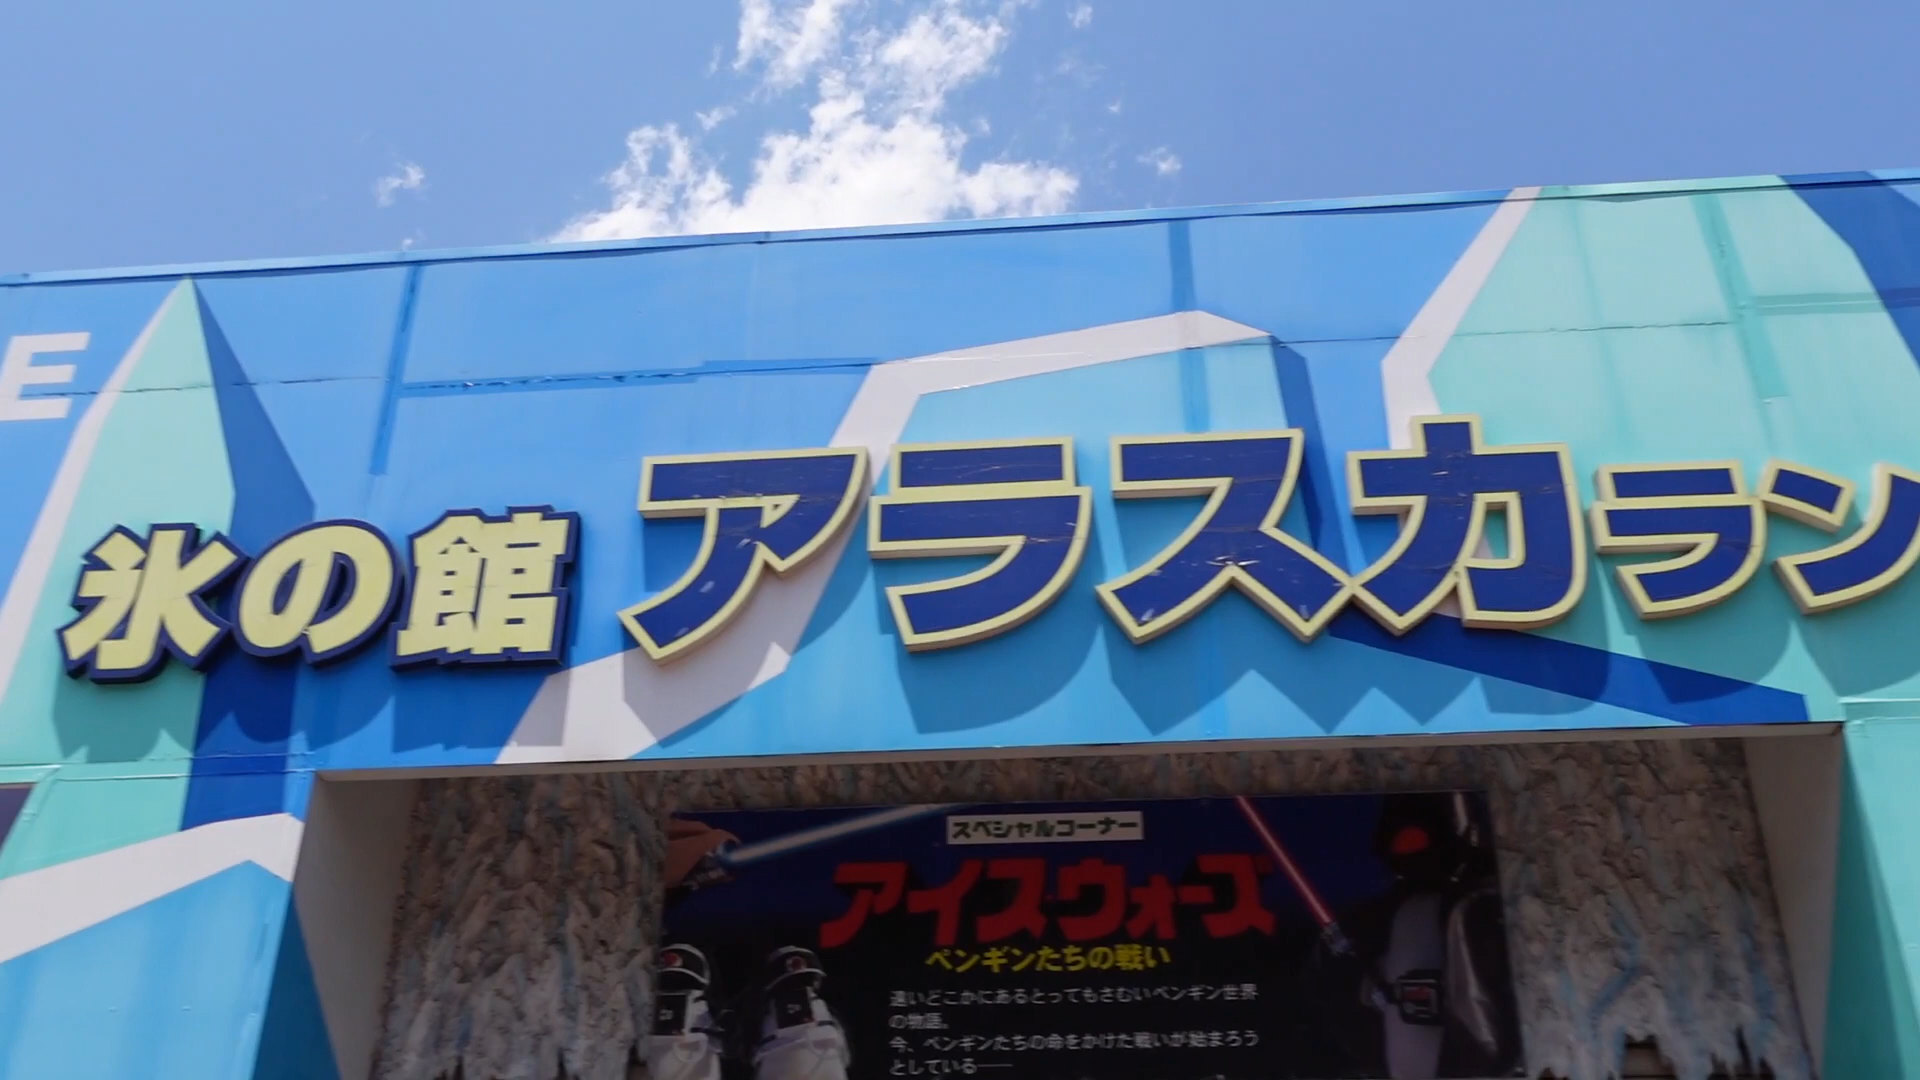 E
氷の館 アラスカラン
スペシャルコーナー
アイスウォーズ
ペンギンたちの戦い
遠いどこかにあるとってもさむいペンギン世界
の物語。
今、ペンギンたちの命をかけた戦いが始まろう
としている──